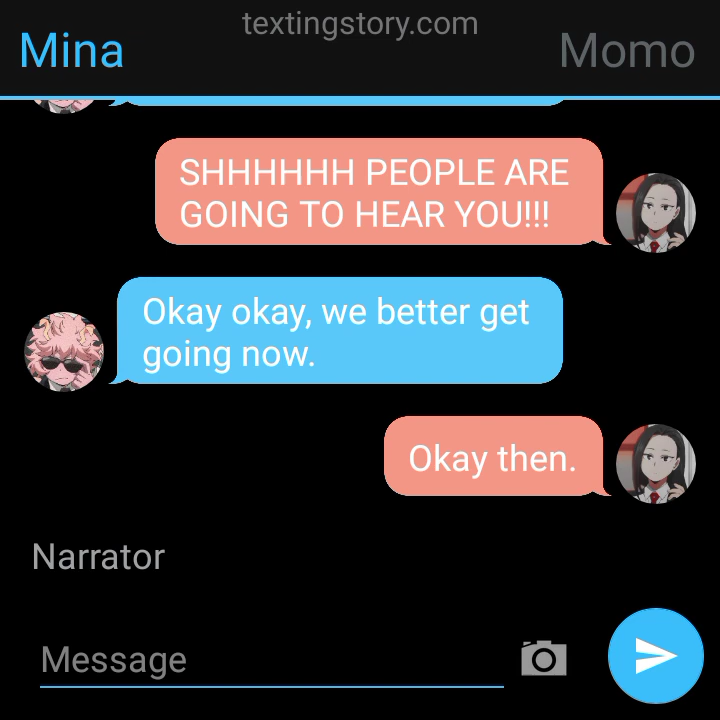 textingstory.com
Mina
Momo
SHHHHHH PEOPLE ARE
GOING TO HEAR YOU!!!
Okay okay, we better get
going now.
Okay then.
Narrator
Message